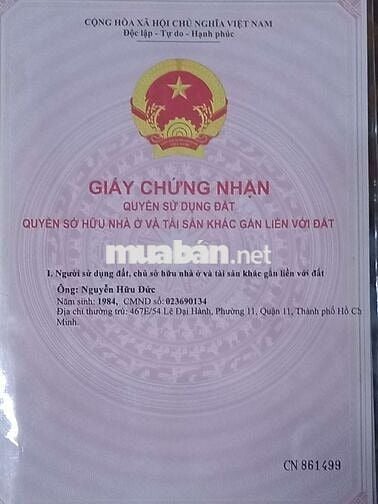 CỘNG HÒA XÃ HỘI CHỦ NGHĨA VIỆT NAM
Độc lập - Tự do - Hạnh phúc
GIẤY CHỨNG NHẬN
QUYỀN SỬ DỤNG ĐẤT
QUYỀN SỞ HỮU NHÀ Ở VÀ TÀI SẢN KHÁC GẮN LIỀN VỚI ĐẤT
muaban.net
I. Người sử dụng đất, chủ sở hữu nhà ở và tài sản khác gắn liền với đất
Ông: Nguyễn Hữu Đức
Năm sinh: 1984, CMND số: 023690134
Địa chỉ thường trú: 467E/54 Lê Đại Hành, Phường 11, Quận 11, Thành phố Hồ Chí
Minh.
CN 861499